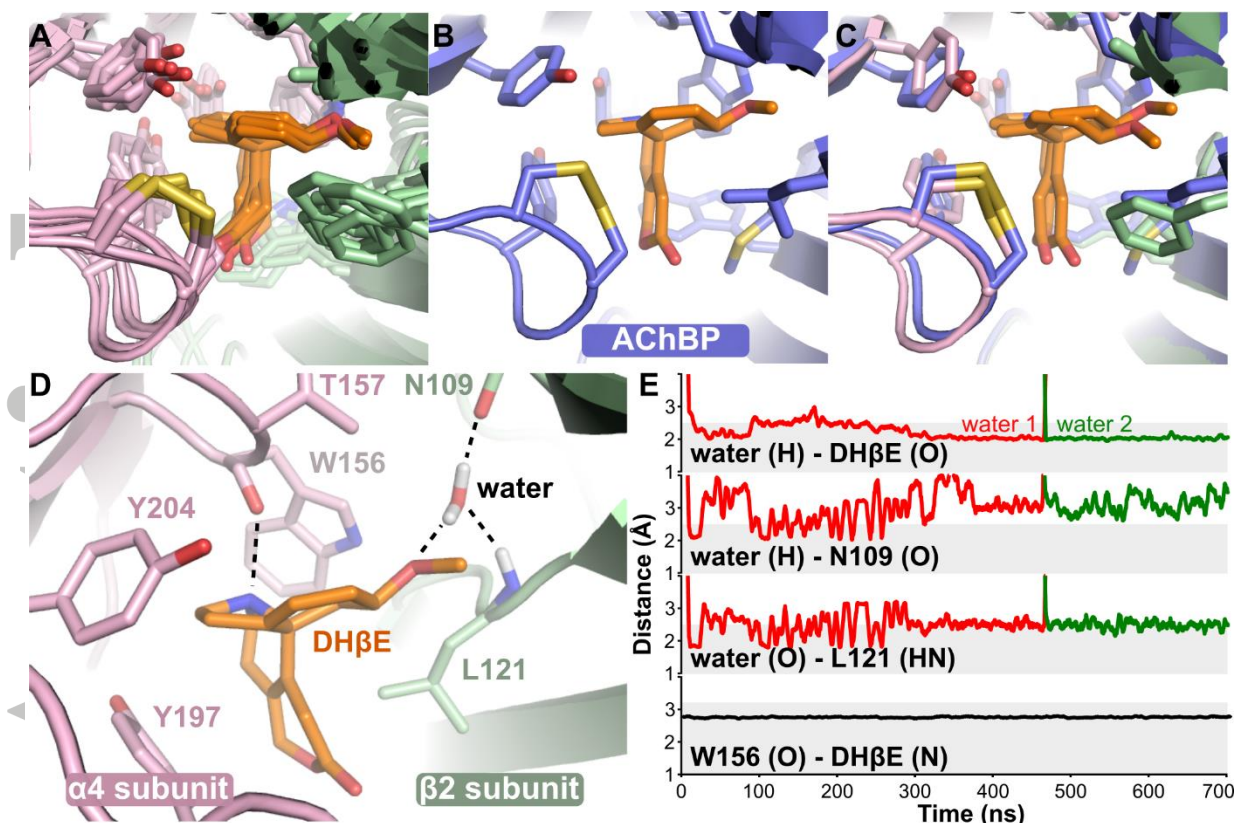 A
B
C
AChBP
D
T157
N109
W156
water
Y204
DHβE
L121
Y197
α4 subunit
β2 subunit
E
Distance (Å)
3
2
1
water 1
water 2
water (H) - DHβE (O)
3
2
1
water (H) - N109 (O)
3
2
1
water (O) - L121 (HN)
3
2
1
W156 (O) - DHβE (N)
0 100 200 300 400 500 600 700
Time (ns)